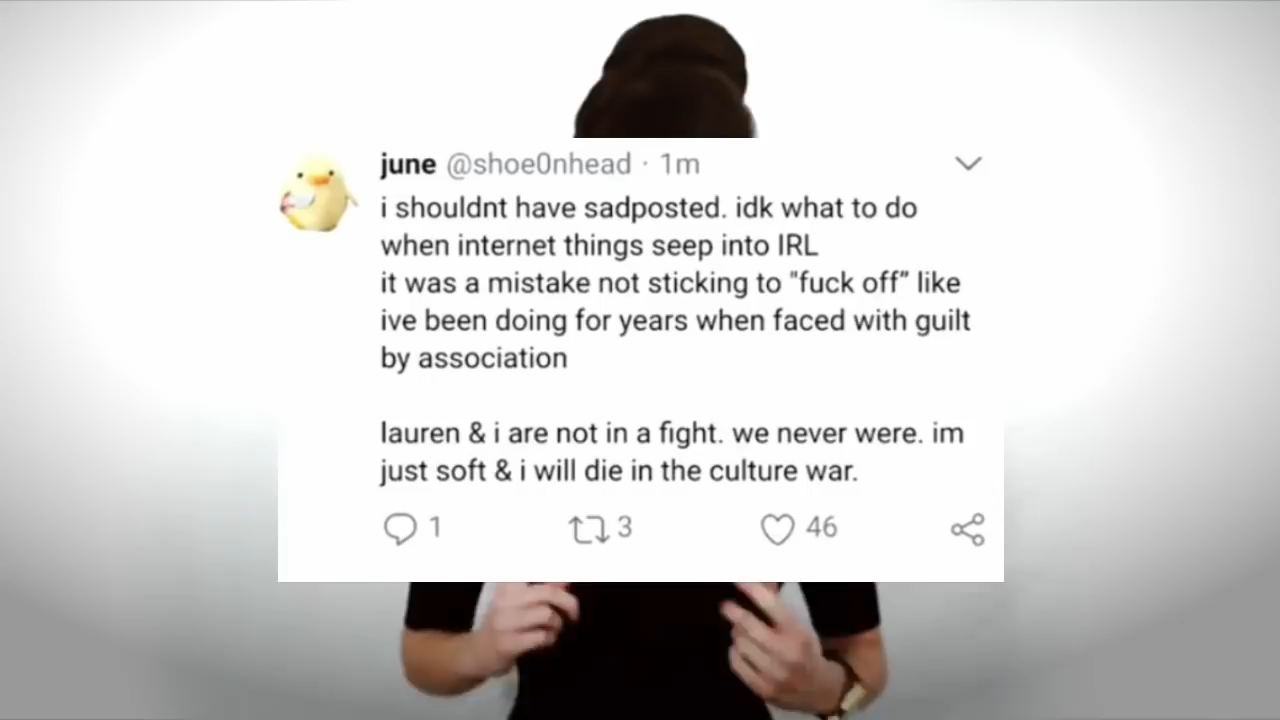 june @shoe0nhead · 1m
i shouldnt have sadposted. idk what to do
when internet things seep into IRL
it was a mistake not sticking to "fuck off" like
ive been doing for years when faced with guilt
by association
lauren & i are not in a fight. we never were. im
just soft & i will die in the culture war.
1 3 46